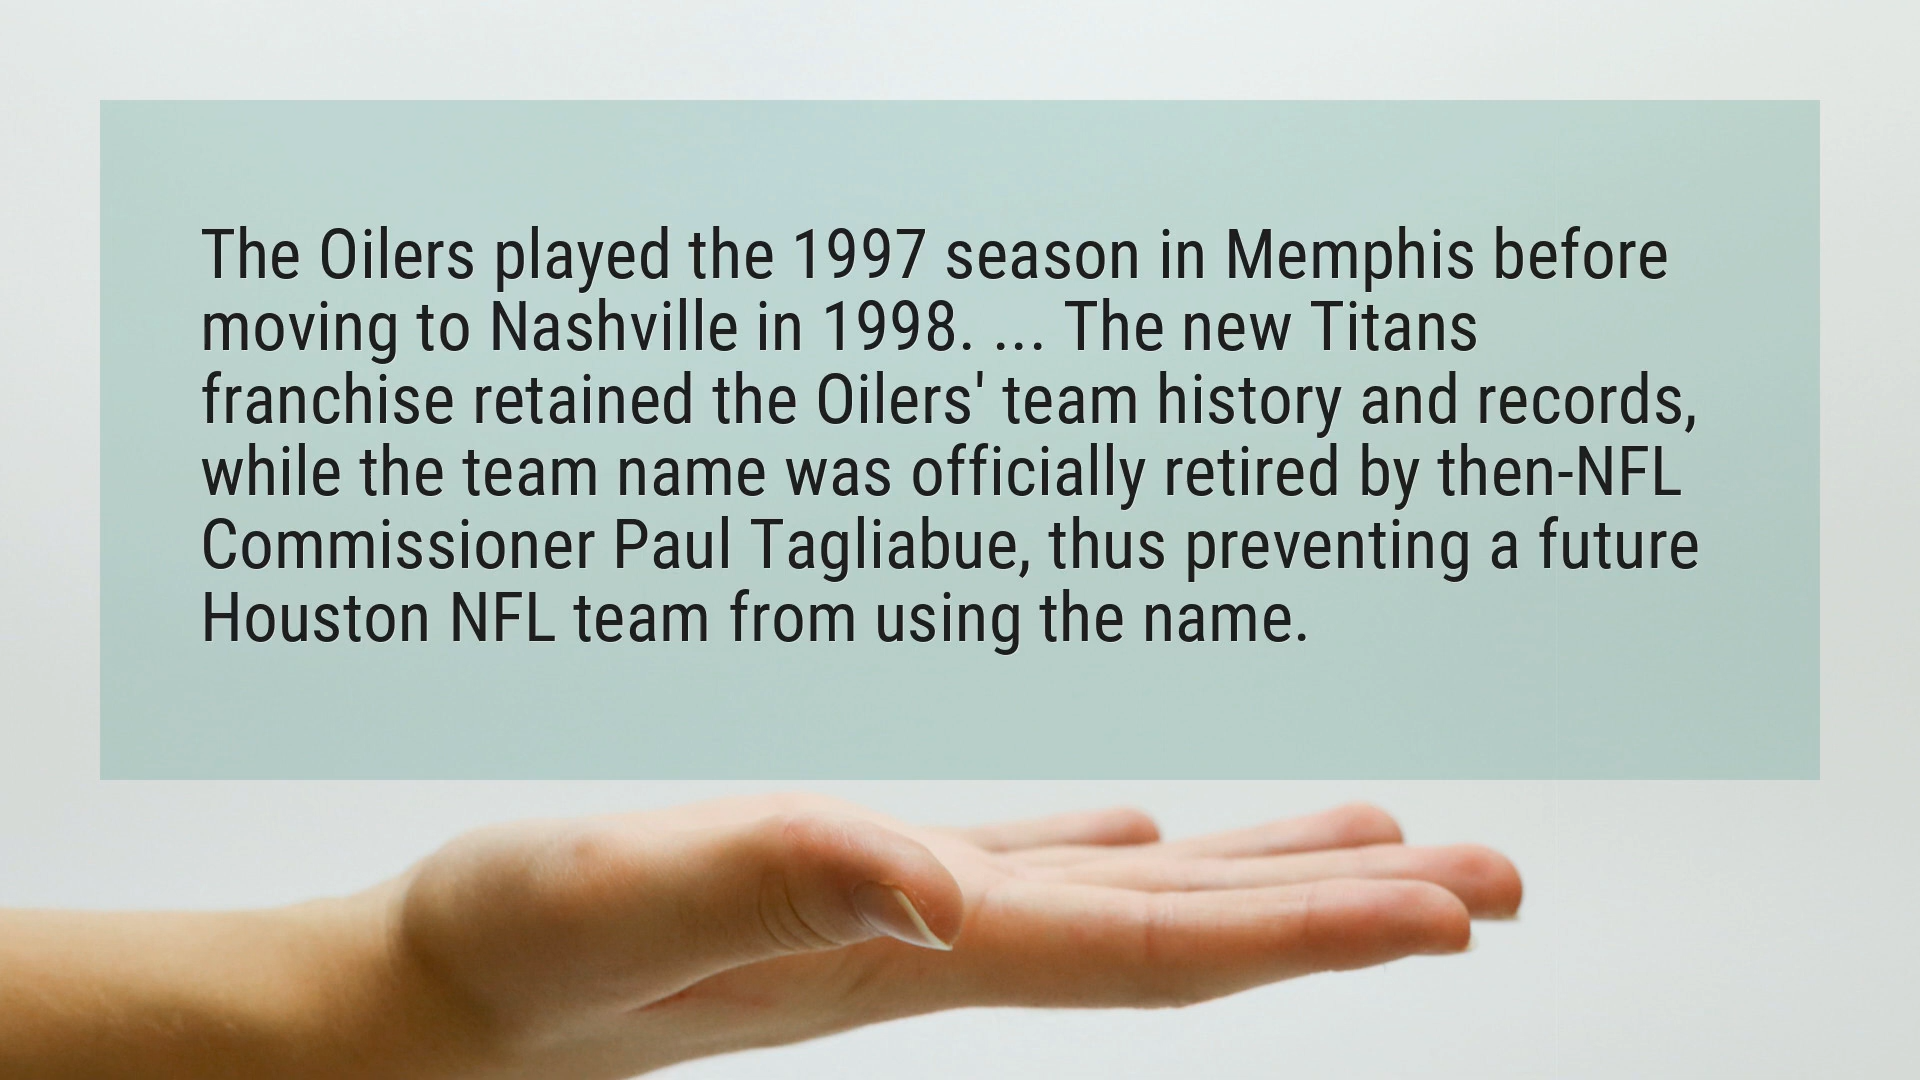 The Oilers played the 1997 season in Memphis before
moving to Nashville in 1998. ... The new Titans
franchise retained the Oilers' team history and records,
while the team name was officially retired by then-NFL
Commissioner Paul Tagliabue, thus preventing a future
Houston NFL team from using the name.